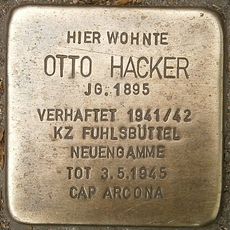 HIER WOHNTE
OTTO HACKER
JG. 1895
VERHAFTET 1941/42
KZ FUHLSBÜTTEL
NEUENGAMME
TOT 3.5.1945
CAP ARCONA